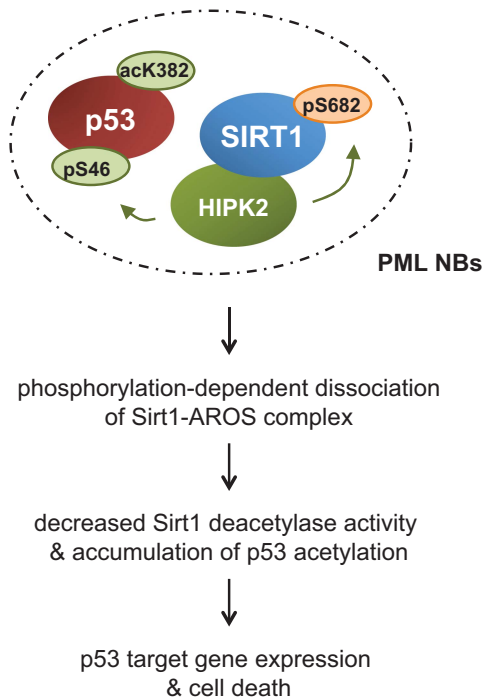 acK382
p53
pS682
SIRT1
pS46
HIPK2
PML NBs
phosphorylation-dependent dissociation
of Sirt1-AROS complex
decreased Sirt1 deacetylase activity
& accumulation of p53 acetylation
p53 target gene expression
& cell death